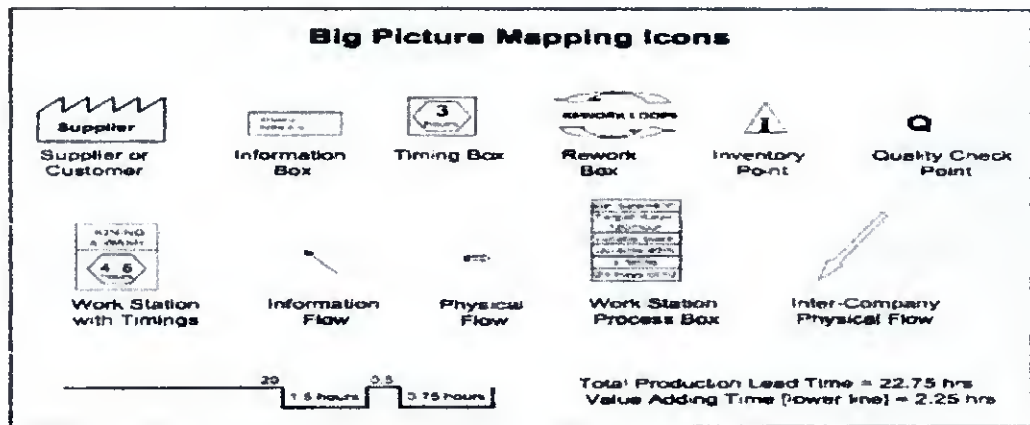 Big Picture Mapping Icons
Supplier
3
REWORK LOOPS
I
Q
Supplier or
Customer
Information
Box
Timing Box
Rework
Box
Inventory
Point
Quality Check
Point
4 5
Work Station
with Timings
Information
Flow
Physical
Flow
Work Station
Process Box
Inter-Company
Physical Flow
20
1.5 hours
0.5
0.75 hours
Total Production Lead Time = 22.75 hrs
Value Adding Time [lower line] = 2.25 hrs